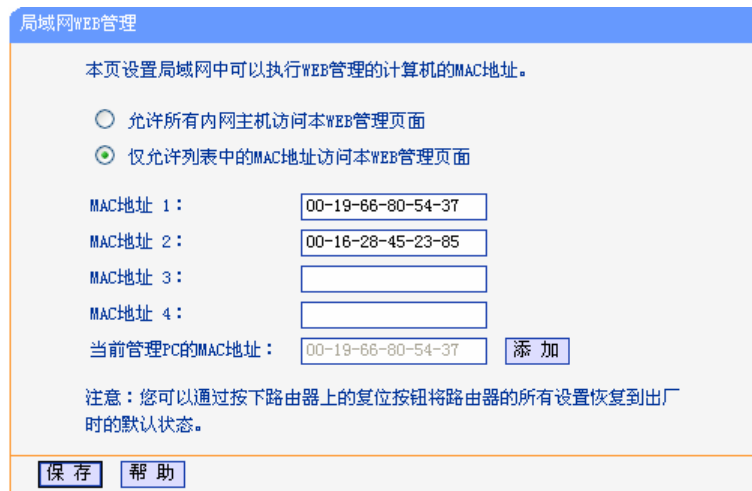 局域网WEB管理
本页设置局域网中可以执行WEB管理的计算机的MAC地址。
允许所有内网主机访问本WEB管理页面
仅允许列表中的MAC地址访问本WEB管理页面
MAC地址 1： 00-19-66-80-54-37
MAC地址 2： 00-16-28-45-23-85
MAC地址 3：
MAC地址 4：
当前管理PC的MAC地址： 00-19-66-80-54-37 添 加
注意：您可以通过按下路由器上的复位按钮将路由器的所有设置恢复到出厂
时的默认状态。
保 存 帮 助